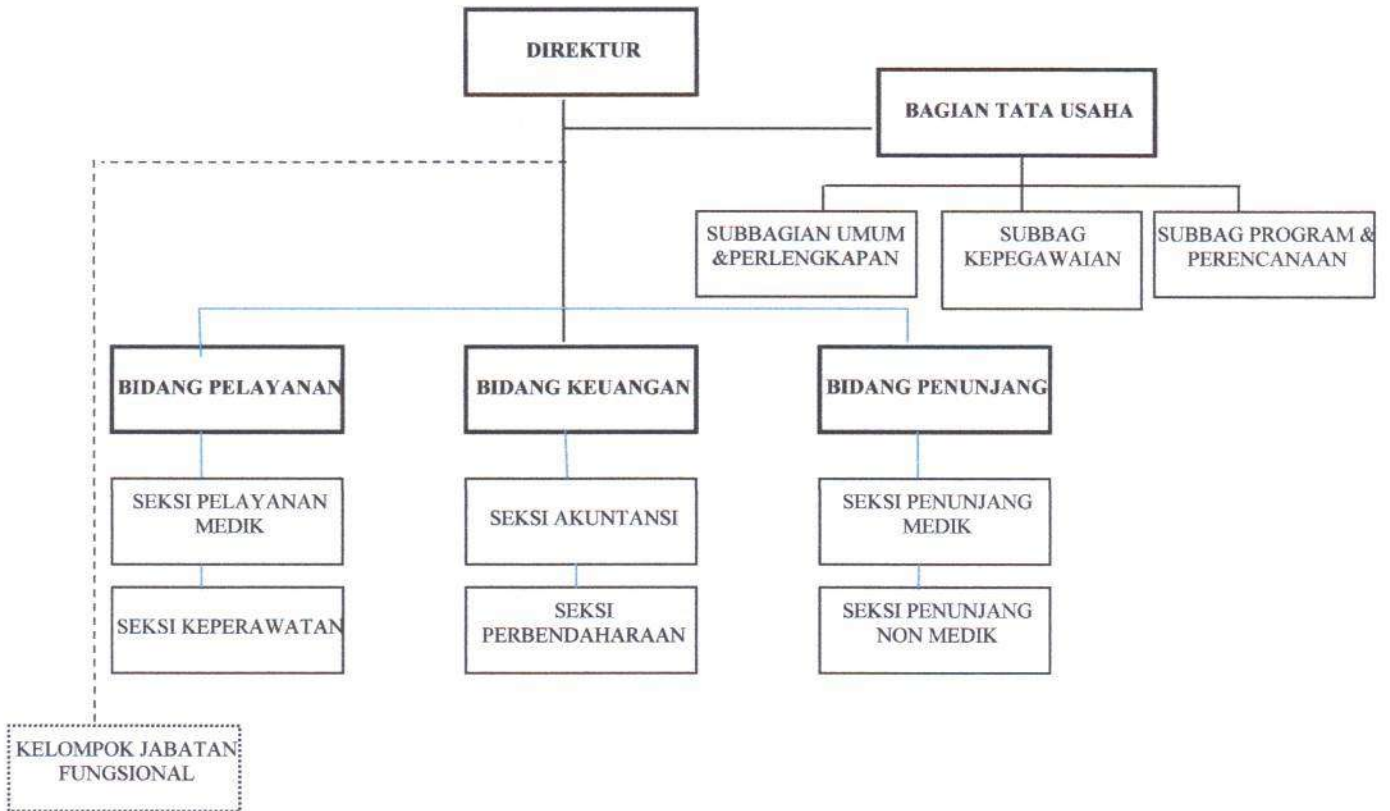 DIREKTUR
BAGIAN TATA USAHA
SUBBAGIAN UMUM
&PERLENGKAPAN
SUBBAG
KEPEGAWAIAN
SUBBAG PROGRAM &
PERENCANAAN
BIDANG PELAYANAN
BIDANG KEUANGAN
BIDANG PENUNJANG
SEKSI PELAYANAN
MEDIK
SEKSI AKUNTANSI
SEKSI PENUNJANG
MEDIK
SEKSI KEPERAWATAN
SEKSI
PERBENDAHARAAN
SEKSI PENUNJANG
NON MEDIK
KELOMPOK JABATAN
FUNGSIONAL